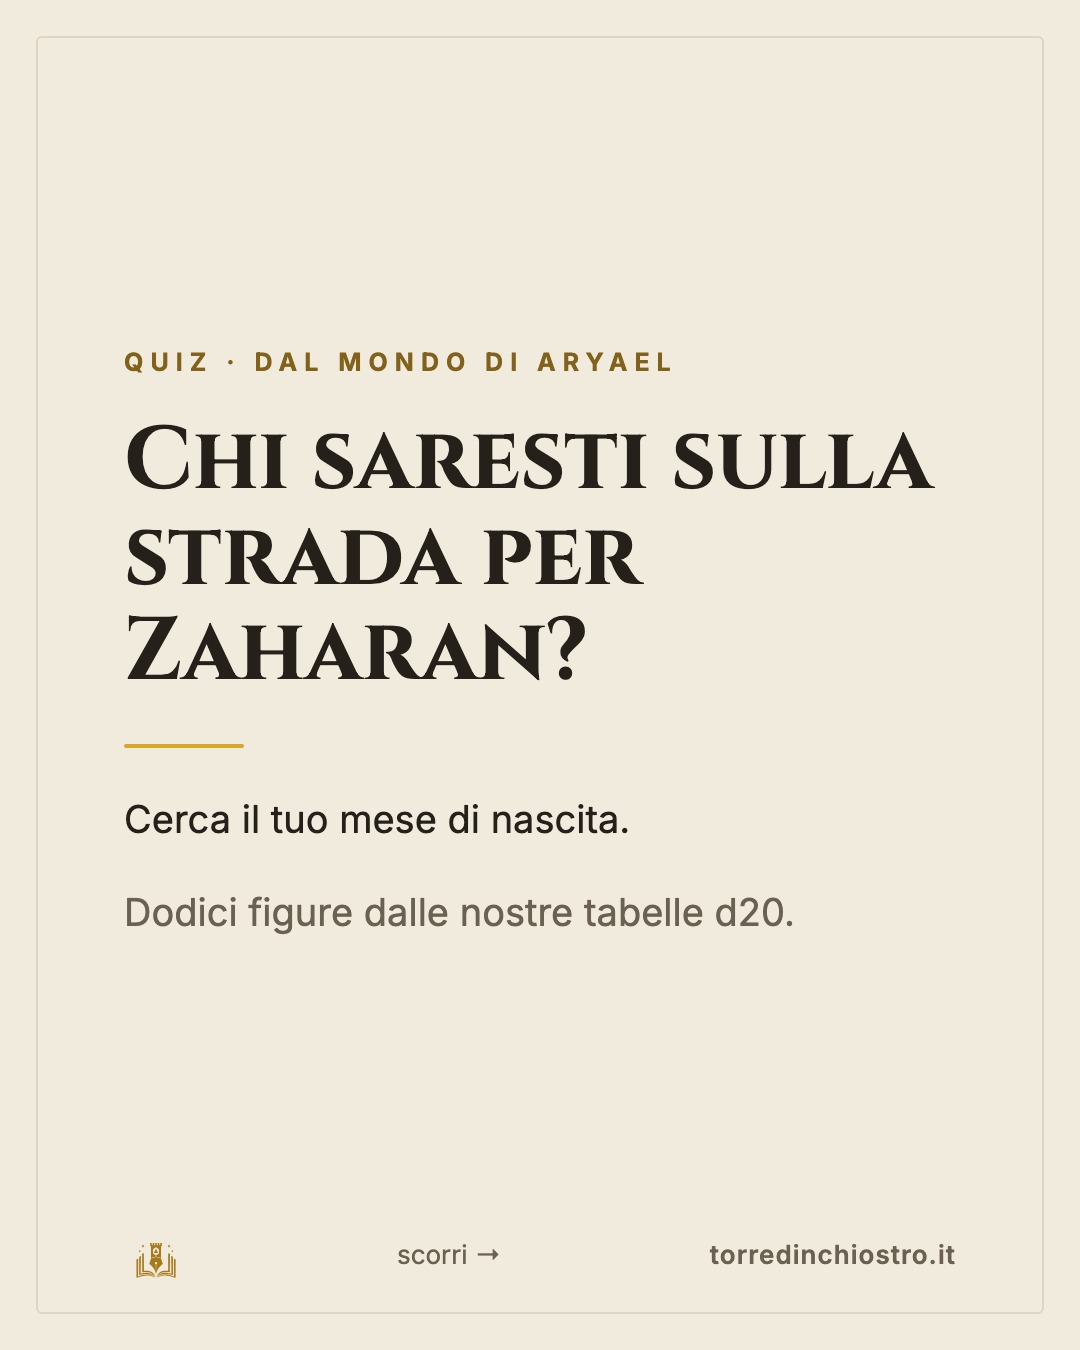 QUIZ · DAL MONDO DI ARYAEL
Chi saresti sulla
strada per
Zaharan?
Cerca il tuo mese di nascita.
Dodici figure dalle nostre tabelle d20.
scorri →
torredinchiostro.it